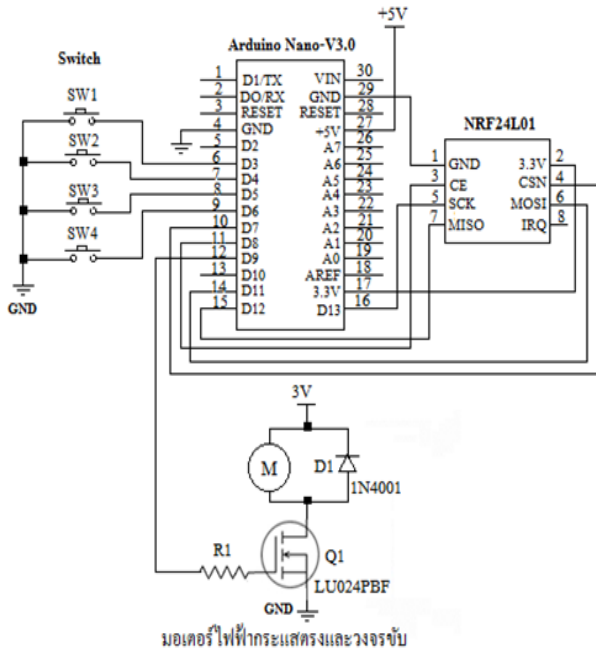 +5V
Arduino Nano-V3.0
Switch
SW1
SW2
SW3
SW4
GND
1 D1/TX VIN 30
2 DO/RX GND 29
3 RESET RESET 28
4 GND +5V 27
5 D2 A7 26
6 D3 A6 25
7 D4 A5 24
8 D5 A4 23
9 D6 A3 22
10 D7 A2 21
11 D8 A1 20
12 D9 A0 19
13 D10 AREF 18
14 D11 3.3V 17
15 D12 D13 16
NRF24L01
1 GND 3.3V 2
3 CE CSN 4
5 SCK MOSI 6
7 MISO IRQ 8
3V
M
D1
1N4001
R1
Q1
LU024PBF
GND
มอเตอร์ไฟฟ้ากระแสตรงและวงจรขับ